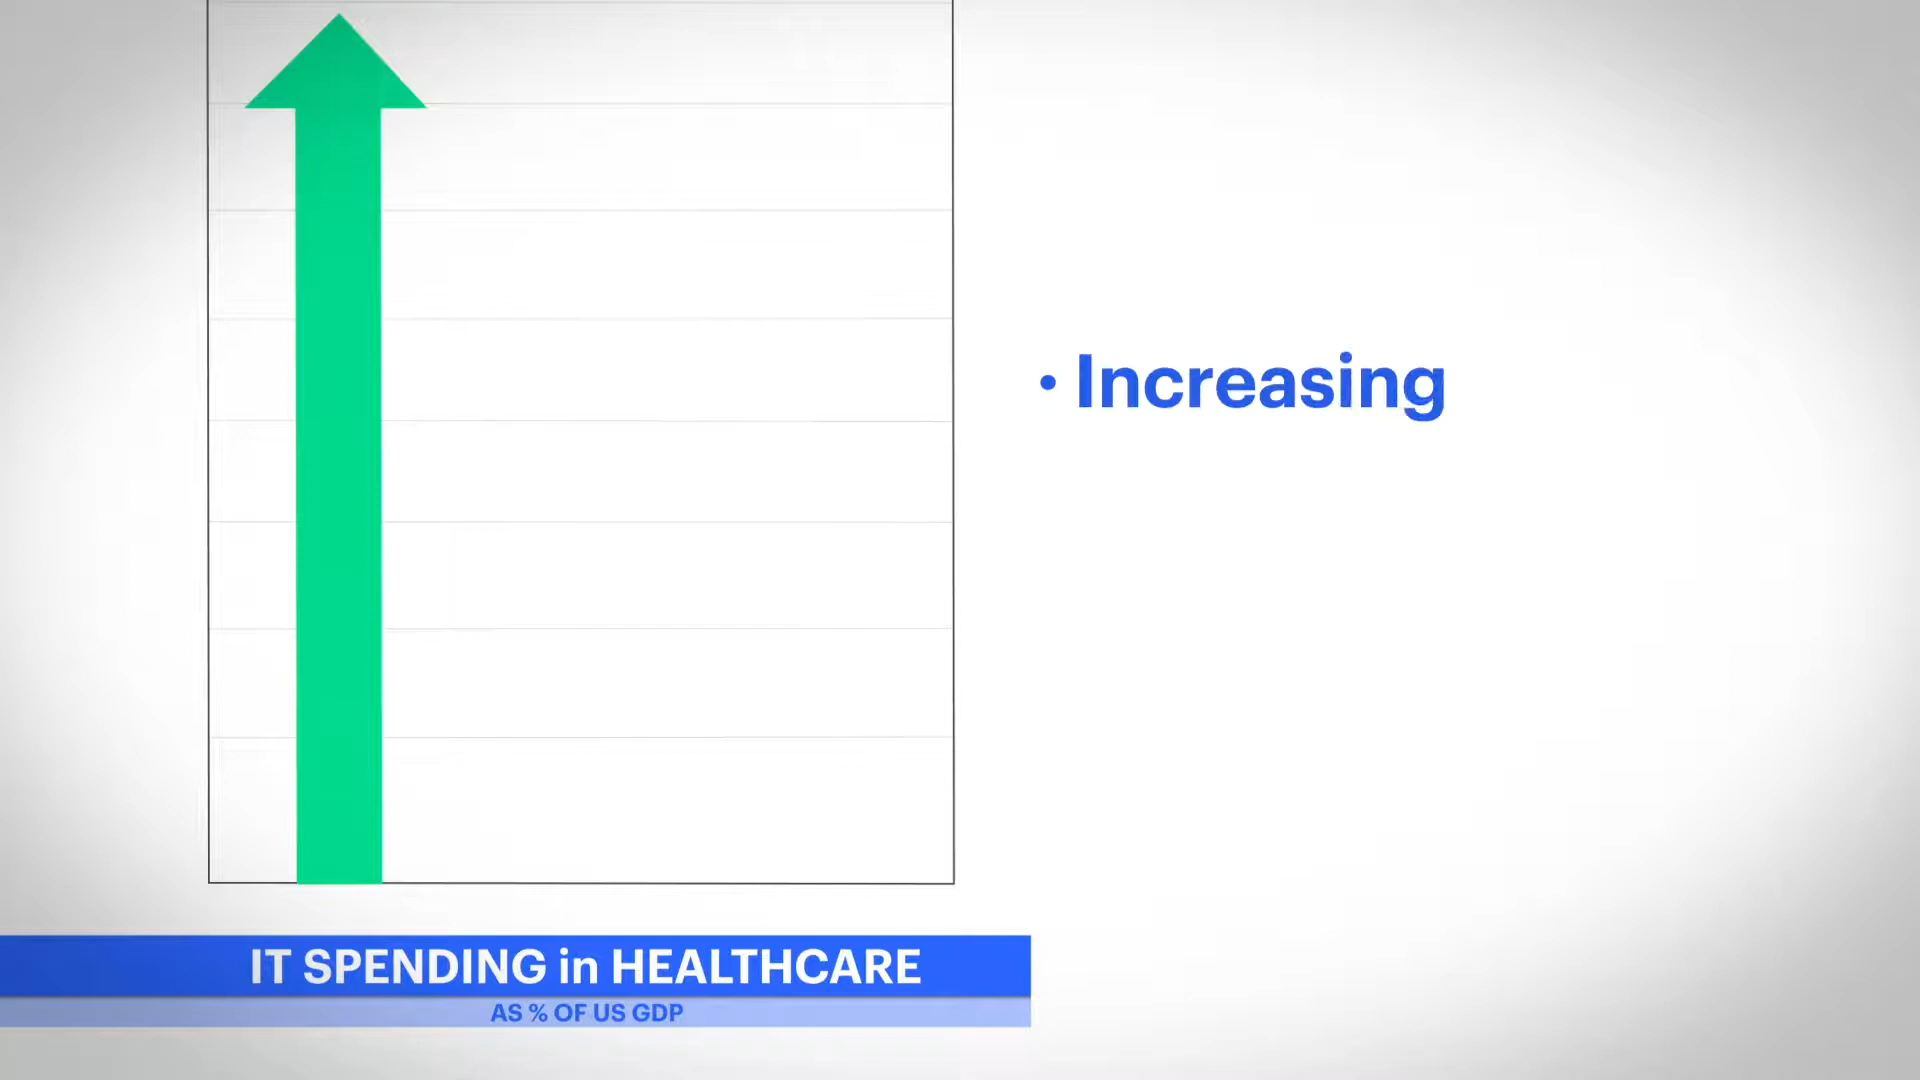 • Increasing
IT SPENDING in HEALTHCARE
AS % OF US GDP